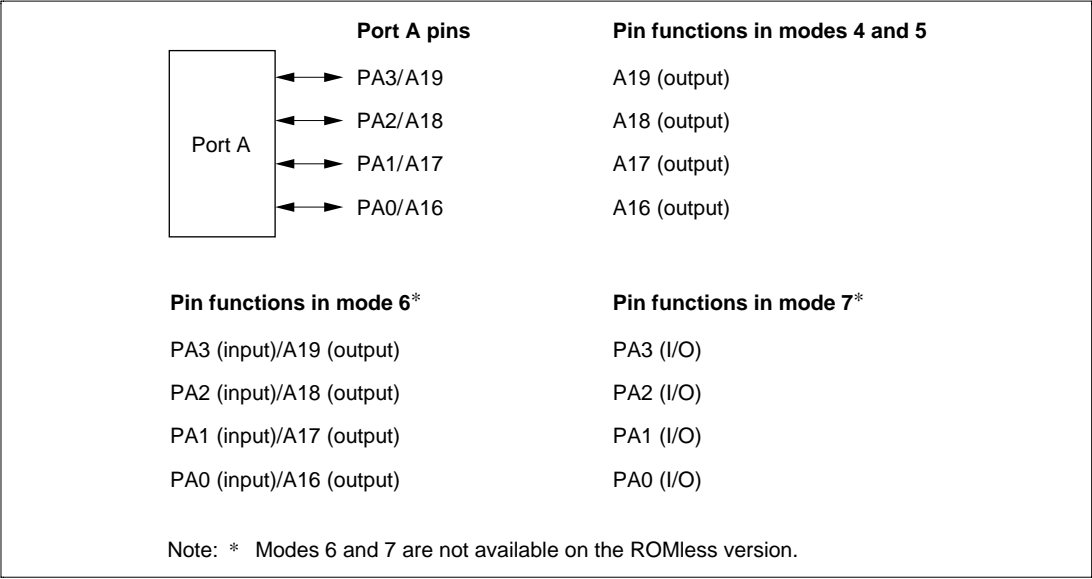 Port A pins Pin functions in modes 4 and 5
Port A
PA3/A19 A19 (output)
PA2/A18 A18 (output)
PA1/A17 A17 (output)
PA0/A16 A16 (output)
Pin functions in mode 6* Pin functions in mode 7*
PA3 (input)/A19 (output) PA3 (I/O)
PA2 (input)/A18 (output) PA2 (I/O)
PA1 (input)/A17 (output) PA1 (I/O)
PA0 (input)/A16 (output) PA0 (I/O)
Note: * Modes 6 and 7 are not available on the ROMless version.